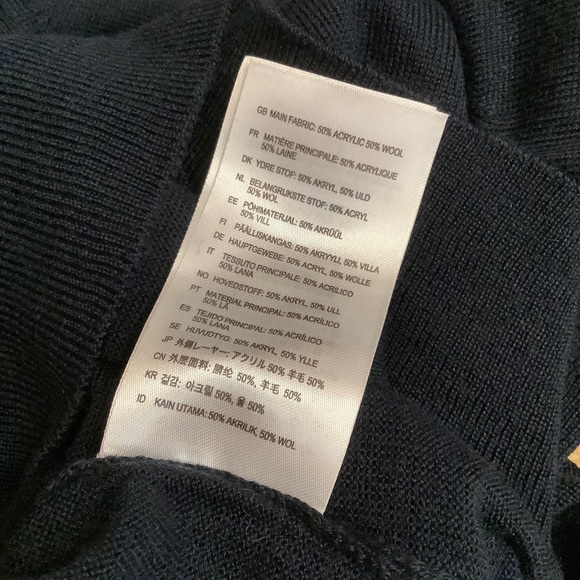 GB MAIN FABRIC: 50% ACRYLIC 50% WOOL
FR MATIÈRE PRINCIPALE: 50% ACRYLIQUE
50% LAINE
DK YDRE STOF: 50% AKRYL, 50% ULD
NL BELANGRIJKSTE STOF: 50% ACRYL
50% WOL
EE PÕHIMATERJAL: 50% AKRÜÜL
50% VILL
FI PÄÄLLISKANGAS: 50% AKRYYLI, 50% VILLA
DE HAUPTGEWEBE: 50% ACRYL, 50% WOLLE
IT TESSUTO PRINCIPALE: 50% ACRILICO
50% LANA
NO HOVEDSTOFF: 50% AKRYL, 50% ULL
PT MATERIAL PRINCIPAL: 50% ACRÍLICO
50% LÃ
ES TEJIDO PRINCIPAL: 50% ACRÍLICO
50% LANA
SE HUVUDTYG: 50% AKRYL, 50% YLLE
JP 外側レーヤー: アクリル 50% 羊毛 50%
CN 外层面料: 腈纶 50%, 羊毛 50%
KR 겉감: 아크릴 50%, 울 50%
ID KAIN UTAMA: 50% AKRILIK, 50% WOL